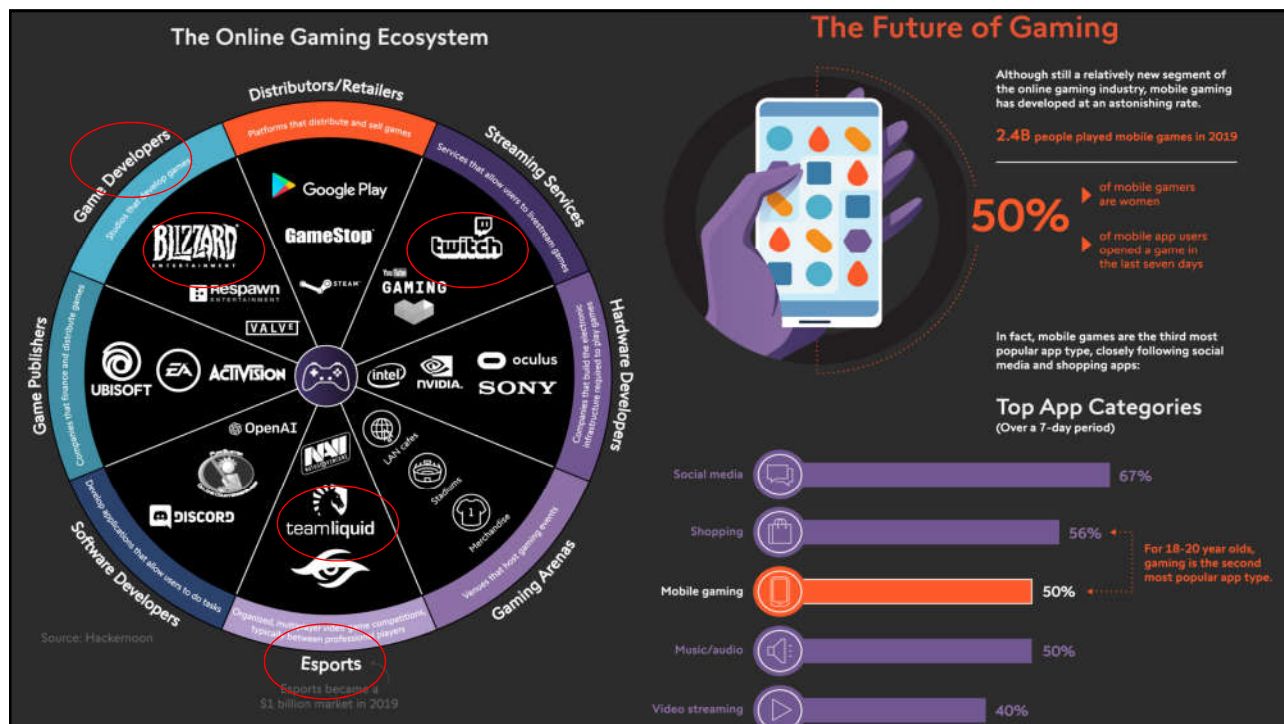 The Online Gaming Ecosystem
Distributors/Retailers
Platforms that distribute and sell games
Google Play
GameStop
STEAM
Streaming Services
Services that allow users to livestream games
twitch
YouTube
GAMING
Hardware Developers
Companies that build the electronic
infrastructure required to play games
intel
NVIDIA.
oculus
SONY
Gaming Arenas
Venues that host gaming events
LAN cafes
Stadiums
1
Merchandise
Esports
Organized, multiplayer video game competitions,
typically between professional players
NAVI
NATUS VINCERE
teamliquid
Esports became a
$1 billion market in 2019
Software Developers
Develop applications that allow users to do tasks
OpenAI
DISCORD
Game Publishers
Companies that finance and distribute games
UBISOFT
EA
ACTIVISION
Game Developers
Studios that develop games
BLIZZARD
ENTERTAINMENT
RESPAWN
ENTERTAINMENT
VALVE
Source: Hackernoon
The Future of Gaming
Although still a relatively new segment of
the online gaming industry, mobile gaming
has developed at an astonishing rate.
2.4B people played mobile games in 2019
50%
of mobile gamers
are women
of mobile app users
opened a game in
the last seven days
In fact, mobile games are the third most
popular app type, closely following social
media and shopping apps:
Top App Categories
(Over a 7-day period)
Social media 67%
Shopping 56%
Mobile gaming 50%
Music/audio 50%
Video streaming 40%
For 18-20 year olds,
gaming is the second
most popular app type.